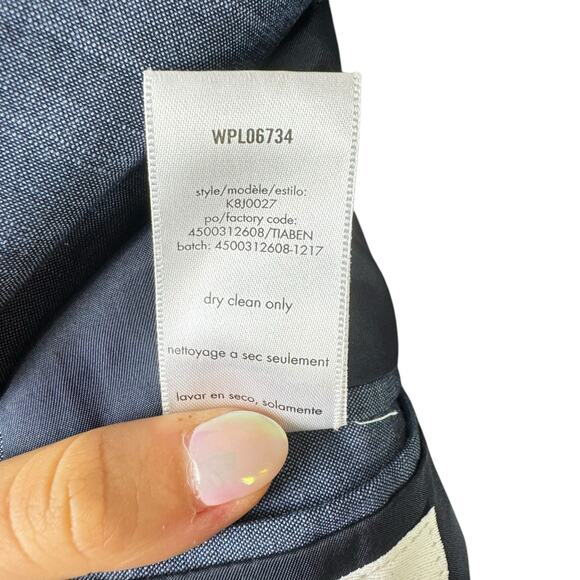 WPL06734
style/modèle/estilo:
K8J0027
po/factory code:
4500312608/TIABEN
batch: 4500312608-1217
dry clean only
nettoyage a sec seulement
lavar en seco, solamente